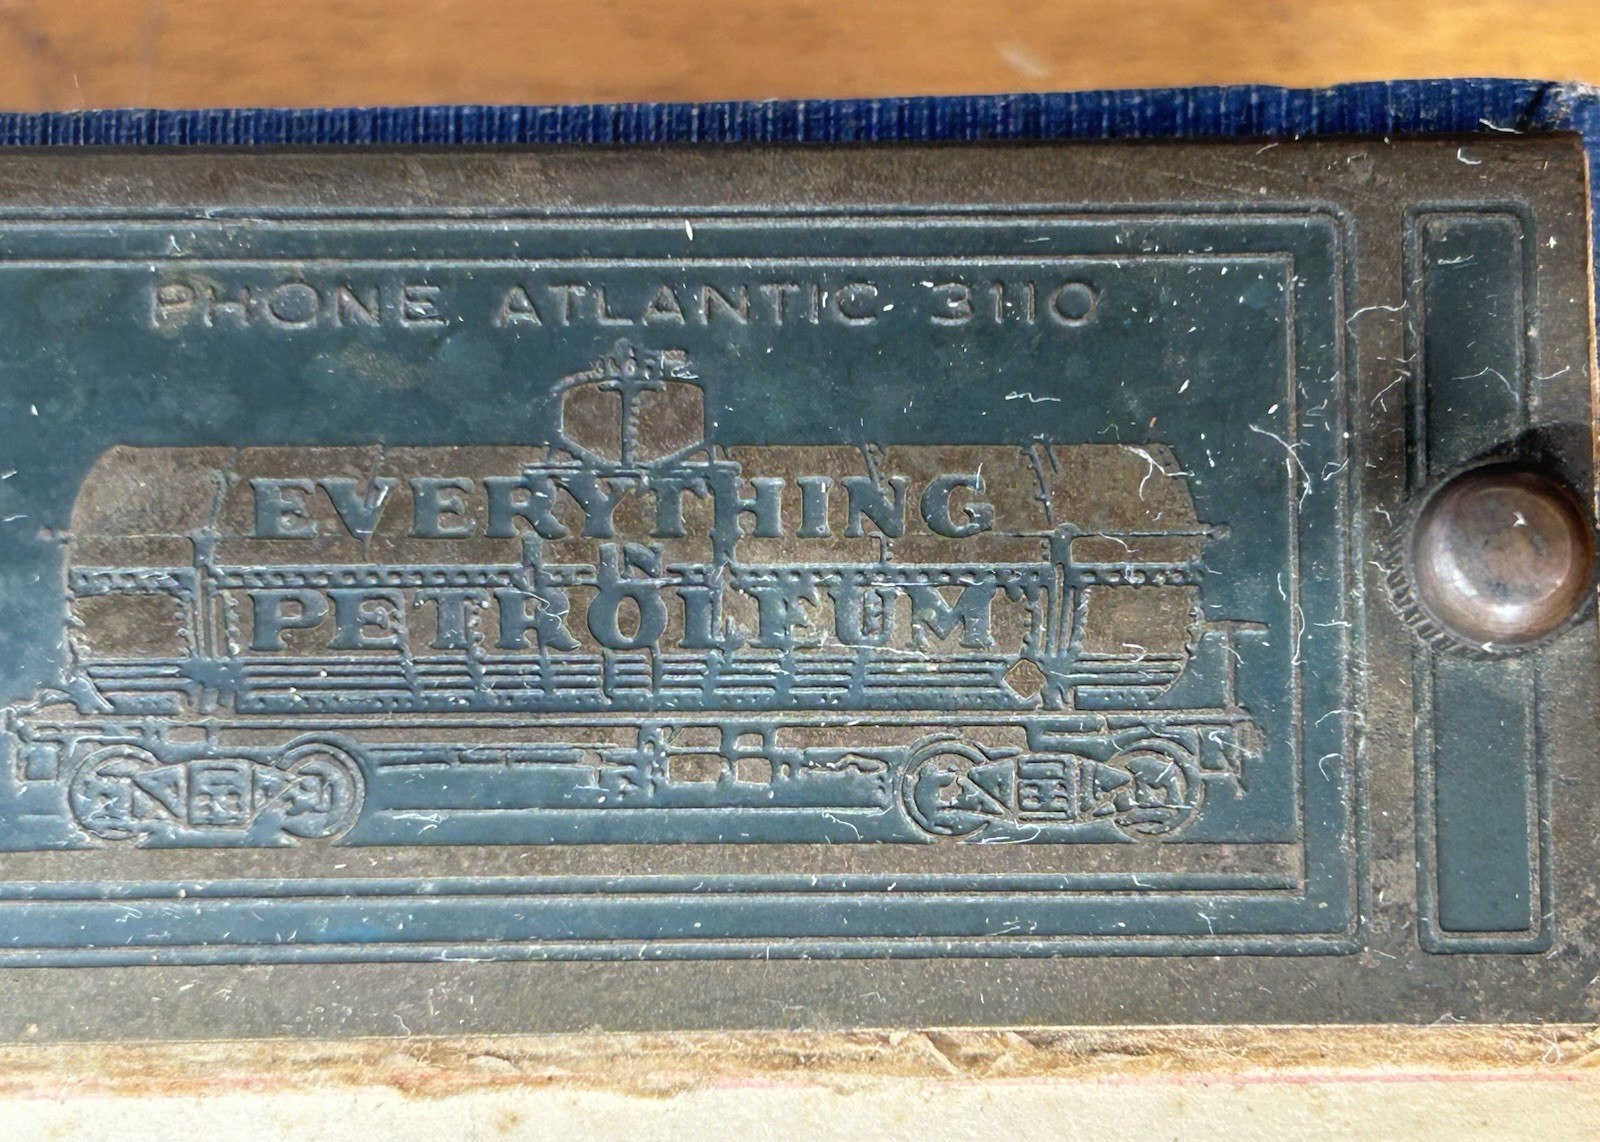 PHONE ATLANTIC 3110
EVERYTHING
IN
PETROLEUM